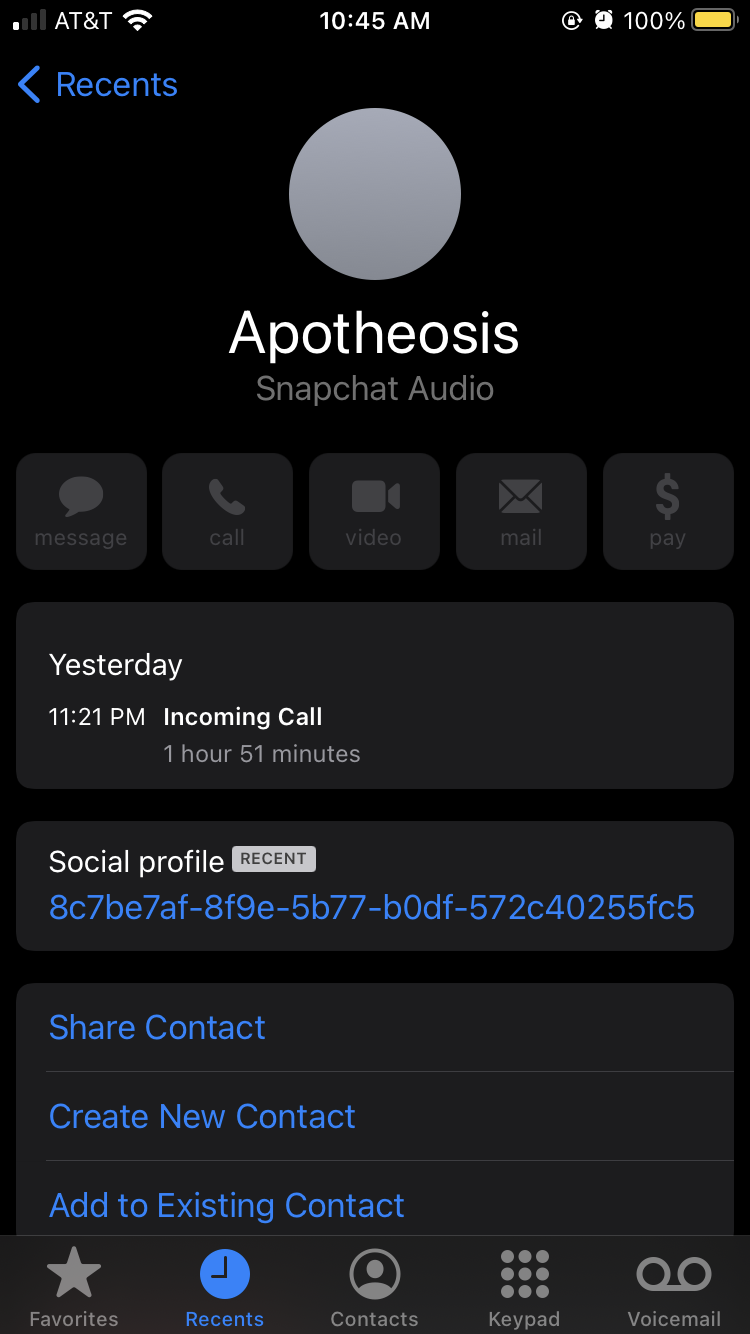 AT&T 10:45 AM 100%
Recents
Apotheosis
Snapchat Audio
message call video mail pay
Yesterday
11:21 PM Incoming Call
1 hour 51 minutes
Social profile RECENT
8c7be7af-8f9e-5b77-b0df-572c40255fc5
Share Contact
Create New Contact
Add to Existing Contact
Favorites Recents Contacts Keypad Voicemail